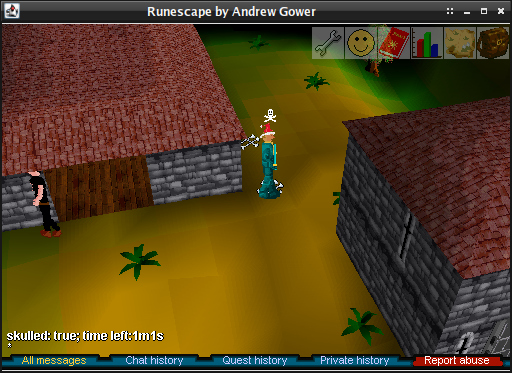 Runescape by Andrew Gower
skulled: true; time left:1m1s
*
All messages
Chat history
Quest history
Private history
Report abuse